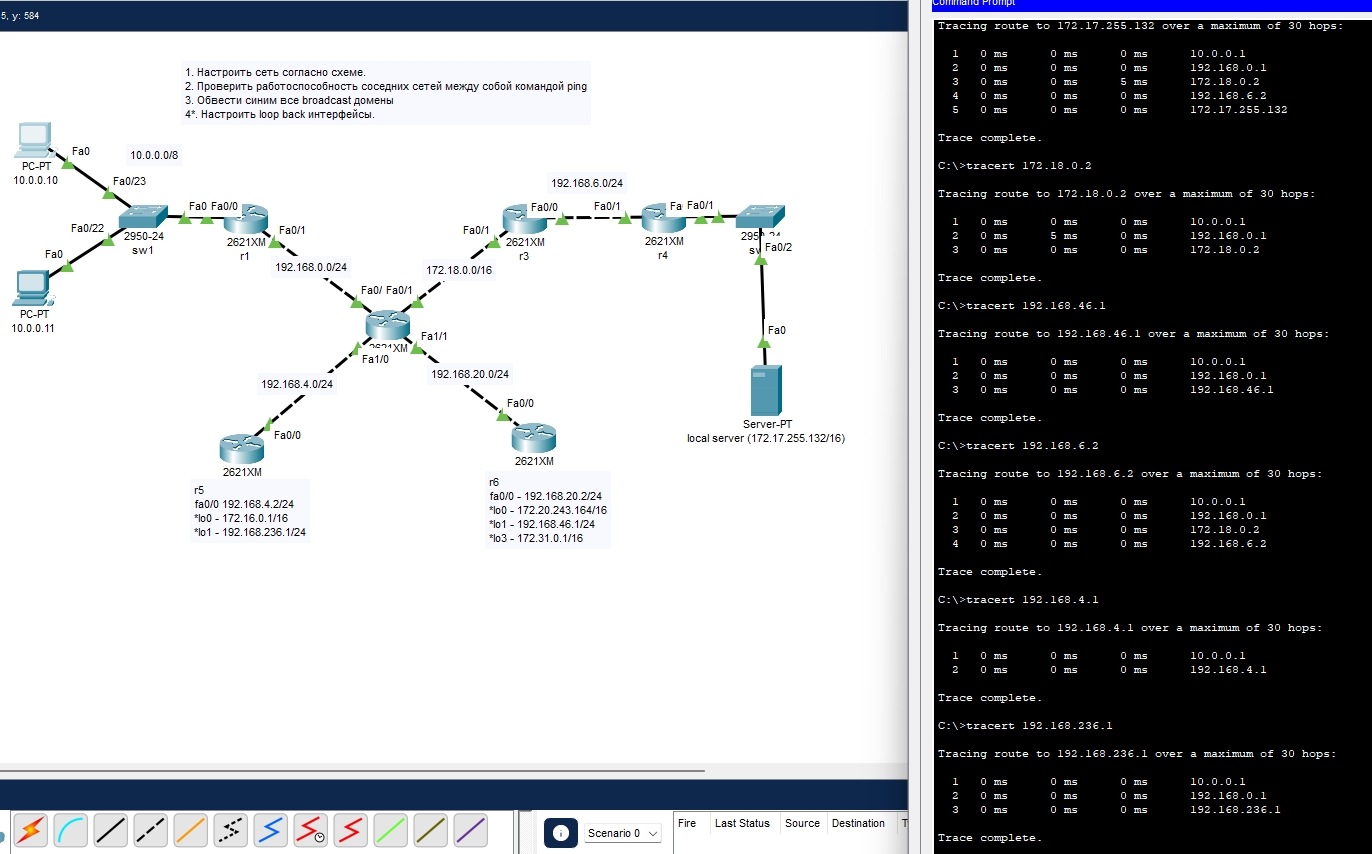 5, y: 584
1. Настроить сеть согласно схеме.
2. Проверить работоспособность соседних сетей между собой командой ping
3. Обвести синим все broadcast домены
4*. Настроить loop back интерфейсы.
Fa0
PC-PT
10.0.0.10
10.0.0.0/8
Fa0/23
Fa0/22
Fa0
PC-PT
10.0.0.11
2950-24
sw1
Fa0
Fa0/0
2621XM
r1
Fa0/1
192.168.0.0/24
192.168.6.0/24
Fa0/0
Fa0/1
Fa0/1
2621XM
r3
172.18.0.0/16
Fa0/1
2621XM
r4
Fa0/2
Fa0
Server-PT
local server (172.17.255.132/16)
Fa0/
Fa0/1
2621XM
Fa1/1
Fa1/0
192.168.4.0/24
192.168.20.0/24
Fa0/0
Fa0/0
2621XM
2621XM
r5
fa0/0 192.168.4.2/24
*lo0 - 172.16.0.1/16
*lo1 - 192.168.236.1/24
r6
fa0/0 - 192.168.20.2/24
*lo0 - 172.20.243.164/16
*lo1 - 192.168.46.1/24
*lo3 - 172.31.0.1/16
Scenario 0
Fire Last Status Source Destination
Command Prompt
Tracing route to 172.17.255.132 over a maximum of 30 hops:
1 0 ms 0 ms 0 ms 10.0.0.1
2 0 ms 0 ms 0 ms 192.168.0.1
3 0 ms 0 ms 5 ms 172.18.0.2
4 0 ms 0 ms 0 ms 192.168.6.2
5 0 ms 0 ms 0 ms 172.17.255.132
Trace complete.
C:\>tracert 172.18.0.2
Tracing route to 172.18.0.2 over a maximum of 30 hops:
1 0 ms 0 ms 0 ms 10.0.0.1
2 0 ms 5 ms 0 ms 192.168.0.1
3 0 ms 0 ms 0 ms 172.18.0.2
Trace complete.
C:\>tracert 192.168.46.1
Tracing route to 192.168.46.1 over a maximum of 30 hops:
1 0 ms 0 ms 0 ms 10.0.0.1
2 0 ms 0 ms 0 ms 192.168.0.1
3 0 ms 0 ms 0 ms 192.168.46.1
Trace complete.
C:\>tracert 192.168.6.2
Tracing route to 192.168.6.2 over a maximum of 30 hops:
1 0 ms 0 ms 0 ms 10.0.0.1
2 0 ms 0 ms 0 ms 192.168.0.1
3 0 ms 0 ms 0 ms 172.18.0.2
4 0 ms 0 ms 0 ms 192.168.6.2
Trace complete.
C:\>tracert 192.168.4.1
Tracing route to 192.168.4.1 over a maximum of 30 hops:
1 0 ms 0 ms 0 ms 10.0.0.1
2 0 ms 0 ms 0 ms 192.168.4.1
Trace complete.
C:\>tracert 192.168.236.1
Tracing route to 192.168.236.1 over a maximum of 30 hops:
1 0 ms 0 ms 0 ms 10.0.0.1
2 0 ms 0 ms 0 ms 192.168.0.1
3 0 ms 0 ms 0 ms 192.168.236.1
Trace complete.